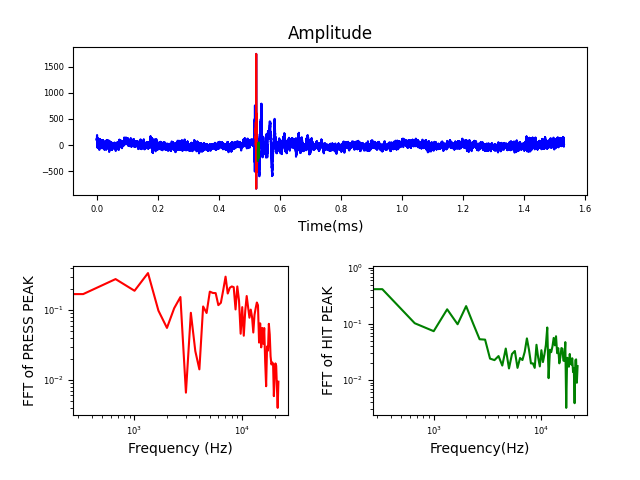 Amplitude
1500
1000
500
0
−500
0.0 0.2 0.4 0.6 0.8 1.0 1.2 1.4 1.6
Time(ms)
FFT of PRESS PEAK
10⁻¹
10⁻²
10³ 10⁴
Frequency (Hz)
FFT of HIT PEAK
10⁰
10⁻¹
10⁻²
10³ 10⁴
Frequency(Hz)